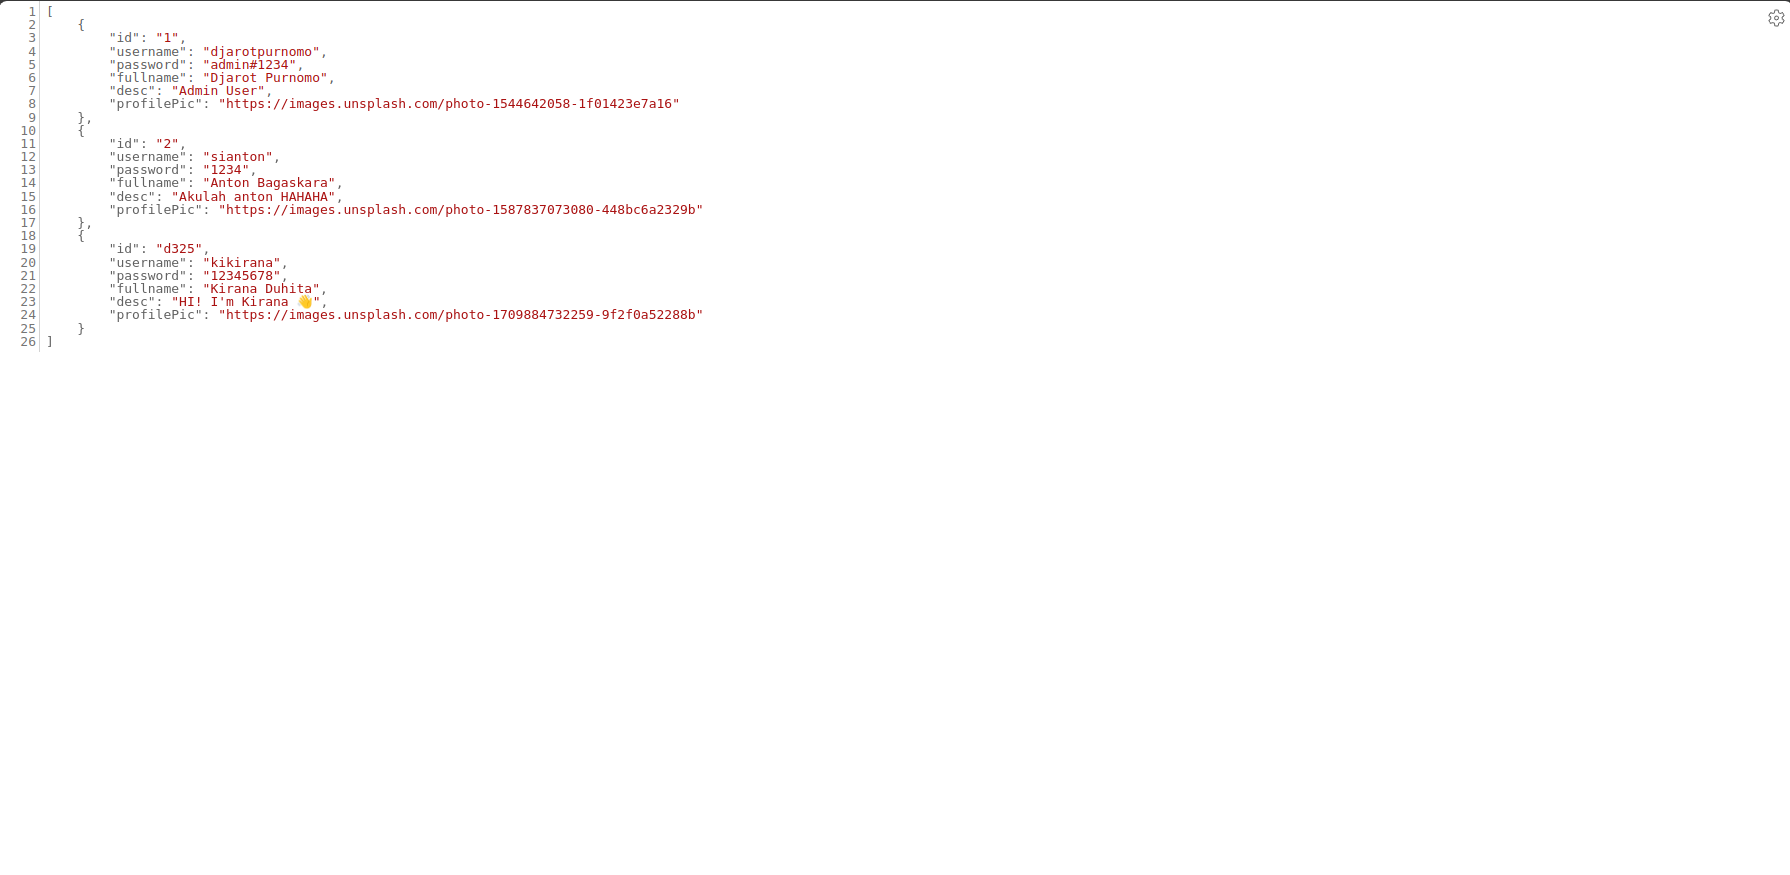 1 [
2     {
3         "id": "1",
4         "username": "djarotpurnomo",
5         "password": "admin#1234",
6         "fullname": "Djarot Purnomo",
7         "desc": "Admin User",
8         "profilePic": "https://images.unsplash.com/photo-1544642058-1f01423e7a16"
9     },
10     {
11         "id": "2",
12         "username": "sianton",
13         "password": "1234",
14         "fullname": "Anton Bagaskara",
15         "desc": "Akulah anton HAHAHA",
16         "profilePic": "https://images.unsplash.com/photo-1587837073080-448bc6a2329b"
17     },
18     {
19         "id": "d325",
20         "username": "kikirana",
21         "password": "12345678",
22         "fullname": "Kirana Duhita",
23         "desc": "HI! I'm Kirana 👋",
24         "profilePic": "https://images.unsplash.com/photo-1709884732259-9f2f0a52288b"
25     }
26 ]